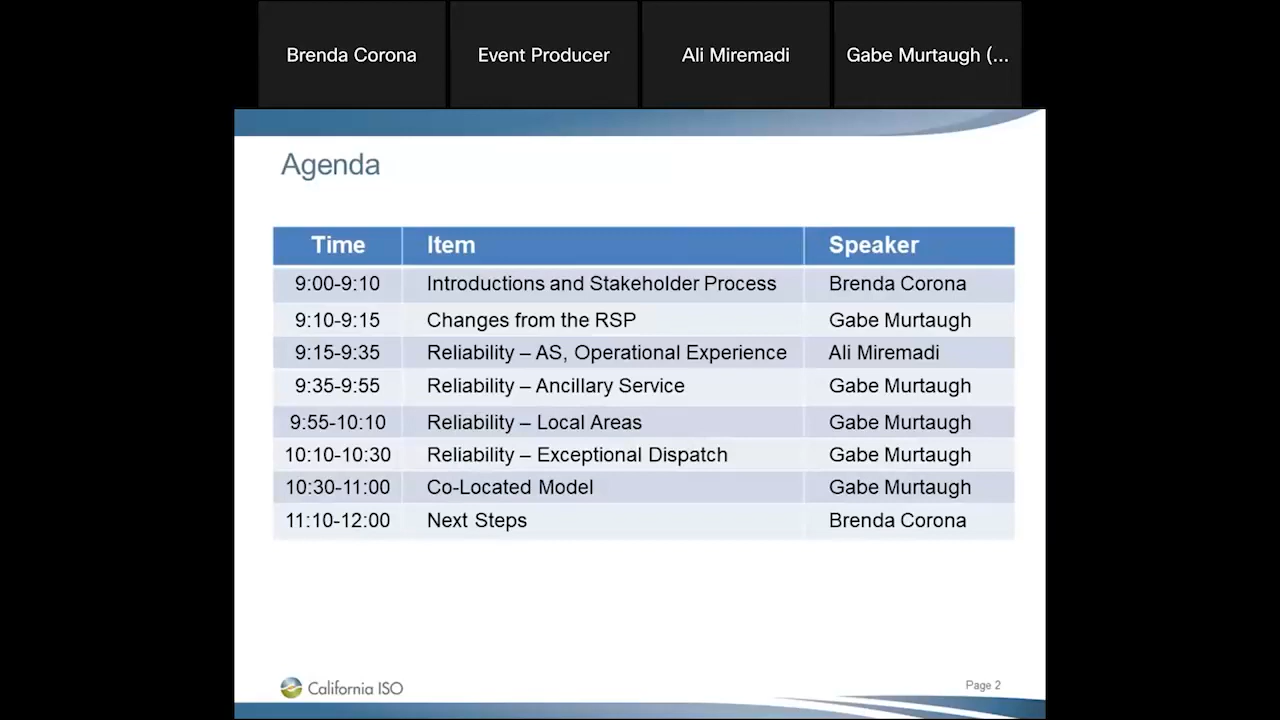 Brenda Corona Event Producer Ali Miremadi Gabe Murtaugh (...
Agenda
Time Item Speaker
9:00-9:10 Introductions and Stakeholder Process Brenda Corona
9:10-9:15 Changes from the RSP Gabe Murtaugh
9:15-9:35 Reliability – AS, Operational Experience Ali Miremadi
9:35-9:55 Reliability – Ancillary Service Gabe Murtaugh
9:55-10:10 Reliability – Local Areas Gabe Murtaugh
10:10-10:30 Reliability – Exceptional Dispatch Gabe Murtaugh
10:30-11:00 Co-Located Model Gabe Murtaugh
11:10-12:00 Next Steps Brenda Corona
California ISO Page 2